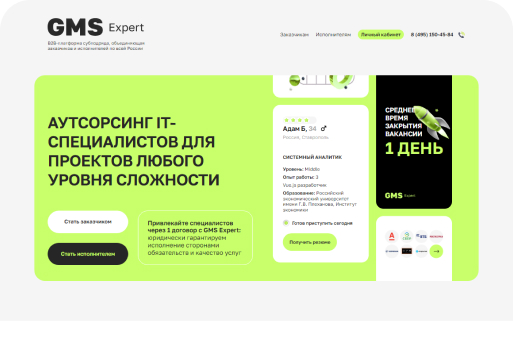 GMS Expert
B2B-платформа субподряда, объединяющая
заказчиков и исполнителей по всей России
Заказчикам
Исполнителям
Личный кабинет
8 (495) 150-45-84
АУТСОРСИНГ IT-
СПЕЦИАЛИСТОВ ДЛЯ
ПРОЕКТОВ ЛЮБОГО
УРОВНЯ СЛОЖНОСТИ
Стать заказчиком
Стать исполнителем
Привлекайте специалистов
через 1 договор с GMS Expert:
юридически гарантируем
исполнение сторонами
обязательств и качество услуг
Адам Б, 34
Россия, Ставрополь
СИСТЕМНЫЙ АНАЛИТИК
Уровень: Middle
Опыт работы: 3
Vue.js разработчик
Образование: Российский
экономический университет
имени Г.В. Плеханова, Институт
экономики
Готов приступить сегодня
Получить резюме
СРЕДНЕЕ
ВРЕМЯ
ЗАКРЫТИЯ
ВАКАНСИИ
1 ДЕНЬ
GMS Expert